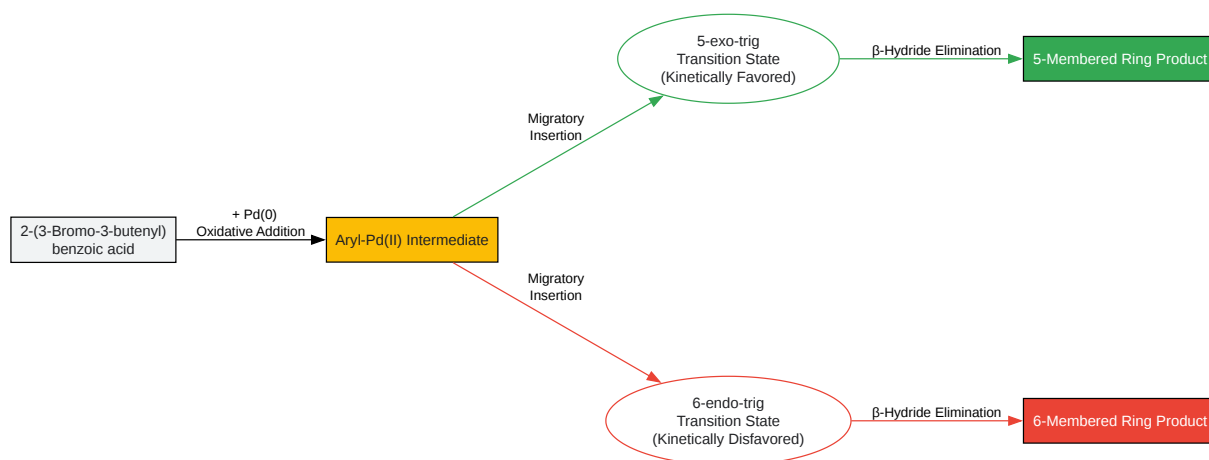 2-(3-Bromo-3-butenyl)
benzoic acid
+ Pd(0)
Oxidative Addition
Aryl-Pd(II) Intermediate
Migratory
Insertion
5-exo-trig
Transition State
(Kinetically Favored)
β-Hydride Elimination
5-Membered Ring Product
Migratory
Insertion
6-endo-trig
Transition State
(Kinetically Disfavored)
β-Hydride Elimination
6-Membered Ring Product